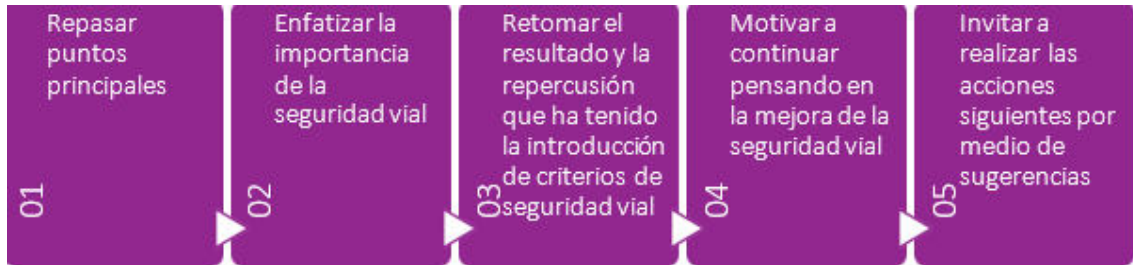 Repasar
puntos
principales
01
Enfatizar la
importancia
de la
seguridad vial
02
Retomar el
resultado y la
repercusión
que ha tenido
la introducción
de criterios de
seguridad vial
03
Motivar a
continuar
pensando en
la mejora de la
seguridad vial
04
Invitar a
realizar las
acciones
siguientes por
medio de
sugerencias
05